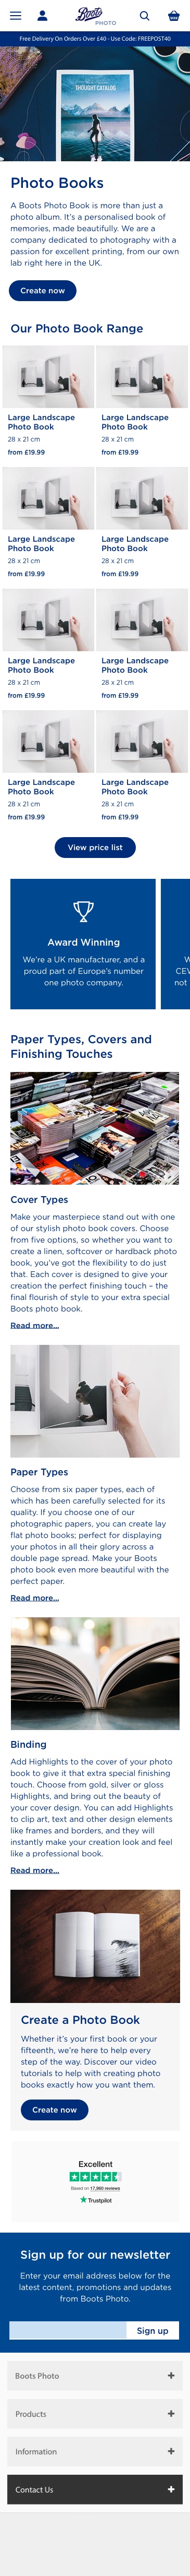 Boots
PHOTO
Free Delivery On Orders Over £40 - Use Code: FREEPOST40
THOUGHT CATALOG
Photo Books
A Boots Photo Book is more than just a
photo album. It's a personalised book of
memories, made beautifully. We are a
company dedicated to photography with a
passion for excellent printing, from our own
lab right here in the UK.
Create now
Our Photo Book Range
Large Landscape
Photo Book
28 x 21 cm
from £19.99
Large Landscape
Photo Book
28 x 21 cm
from £19.99
Large Landscape
Photo Book
28 x 21 cm
from £19.99
Large Landscape
Photo Book
28 x 21 cm
from £19.99
Large Landscape
Photo Book
28 x 21 cm
from £19.99
Large Landscape
Photo Book
28 x 21 cm
from £19.99
Large Landscape
Photo Book
28 x 21 cm
from £19.99
Large Landscape
Photo Book
28 x 21 cm
from £19.99
View price list
Award Winning
We're a UK manufacturer, and a
proud part of Europe's number
one photo company.
W
CEW
not
Paper Types, Covers and
Finishing Touches
Cover Types
Make your masterpiece stand out with one
of our stylish photo book covers. Choose
from five options, so whether you want to
create a linen, softcover or hardback photo
book, you've got the flexibility to do just
that. Each cover is designed to give your
creation the perfect finishing touch – the
final flourish of style to your extra special
Boots photo book.
Read more...
Paper Types
Choose from six paper types, each of
which has been carefully selected for its
quality. If you choose one of our
photographic papers, you can create lay
flat photo books; perfect for displaying
your photos in all their glory across a
double page spread. Make your Boots
photo book even more beautiful with the
perfect paper.
Read more...
Binding
Add Highlights to the cover of your photo
book to give it that extra special finishing
touch. Choose from gold, silver or gloss
Highlights, and bring out the beauty of
your cover design. You can add Highlights
to clip art, text and other design elements
like frames and borders, and they will
instantly make your creation look and feel
like a professional book.
Read more...
Create a Photo Book
Whether it's your first book or your
fifteenth, we're here to help every
step of the way. Discover our video
tutorials to help with creating photo
books exactly how you want them.
Create now
Excellent
Based on 17,960 reviews
Trustpilot
Sign up for our newsletter
Enter your email address below for the
latest content, promotions and updates
from Boots Photo.
Sign up
Boots Photo
Products
Information
Contact Us